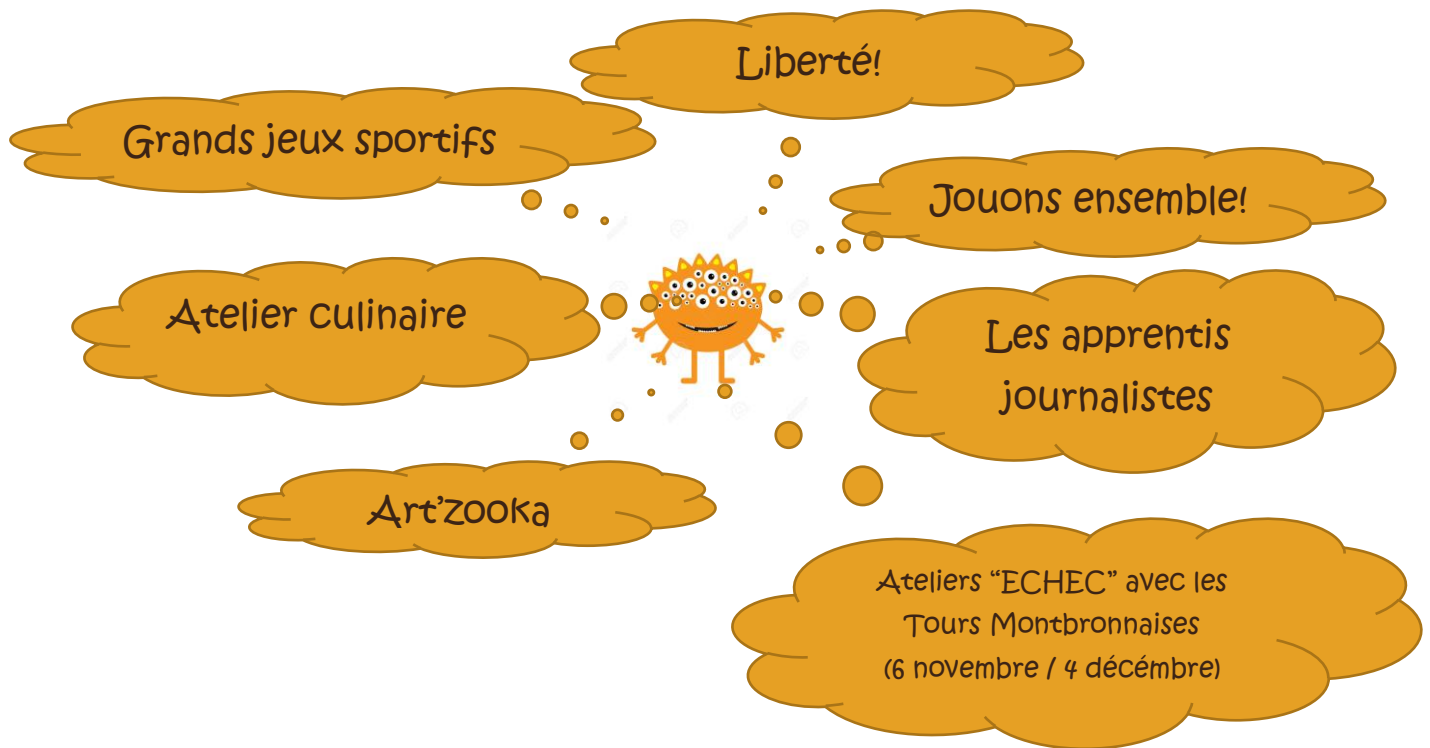 Liberté!
Grands jeux sportifs
Jouons ensemble!
Atelier culinaire
Les apprentis
journalistes
Art’zooka
Ateliers “ECHEC” avec les
Tours Montbronnaises
(6 novembre / 4 décémbre)